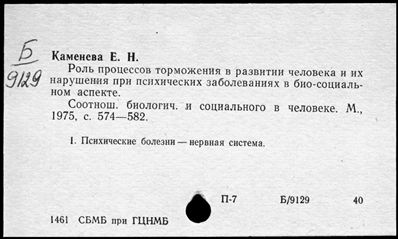 Б
9129
Каменева Е. Н.
Роль процессов торможения в развитии человека и их
нарушения при психических заболеваниях в био-социаль-
ном аспекте.
Соотнош. биологич. и социального в человеке. М.,
1975, с. 574—582.
1. Психические болезни — нервная система.
П-7 Б/9129 40
1461 СБМБ при ГЦНМБ